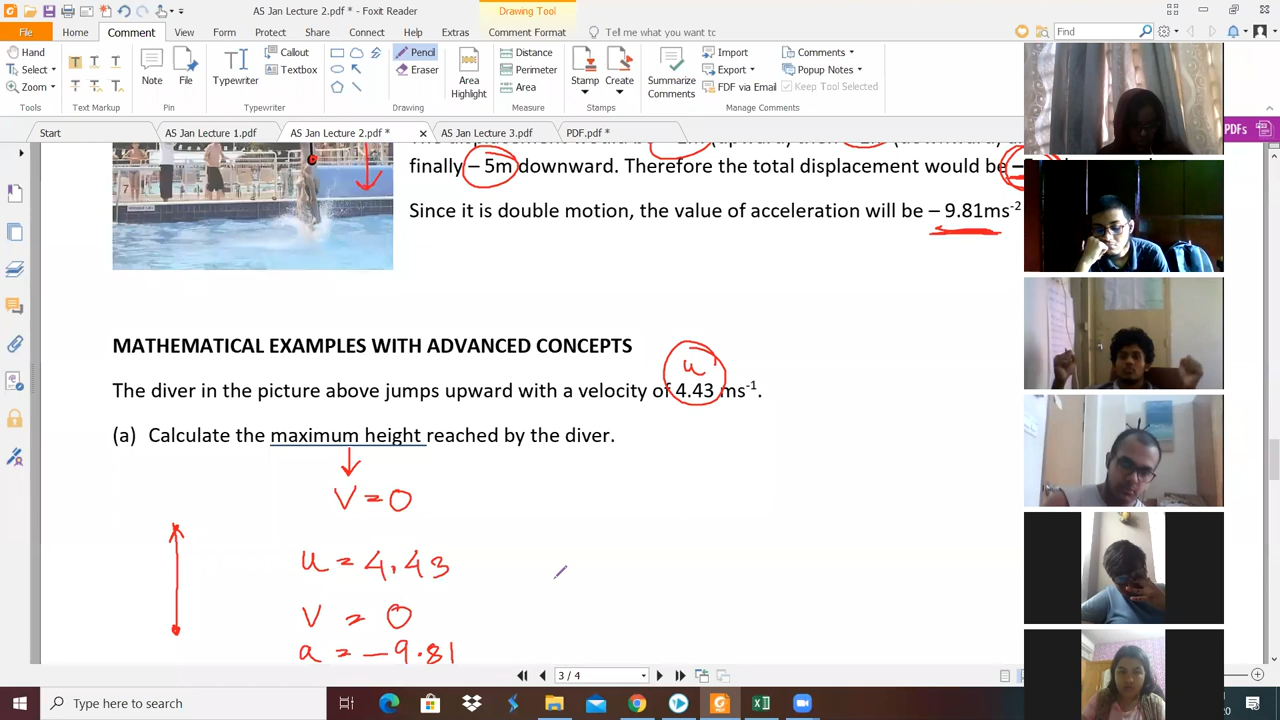 AS Jan Lecture 2.pdf * - Foxit Reader
Drawing Tool
File Home Comment View Form Protect Share Connect Help Extras Comment Format Tell me what you want tc Find
Hand Select Zoom Tools
Text Markup
Note File Pin
Typewriter Callout Textbox Typewriter
Pencil Eraser Drawing
Area Highlight Distance Perimeter Area Measure
Stamp Create Stamps
Summarize Comments Import Export FDF via Email Comments Popup Notes Keep Tool Selected Manage Comments
Start AS Jan Lecture 1.pdf AS Jan Lecture 2.pdf * AS Jan Lecture 3.pdf PDF.pdf * PDFs
finally – 5m downward. Therefore the total displacement would be –
Since it is double motion, the value of acceleration will be – 9.81ms-2
MATHEMATICAL EXAMPLES WITH ADVANCED CONCEPTS
u
The diver in the picture above jumps upward with a velocity of 4.43 ms-1.
(a) Calculate the maximum height reached by the diver.
V = 0
u = 4.43
V = 0
a = –9.81
3 / 4
Type here to search
20